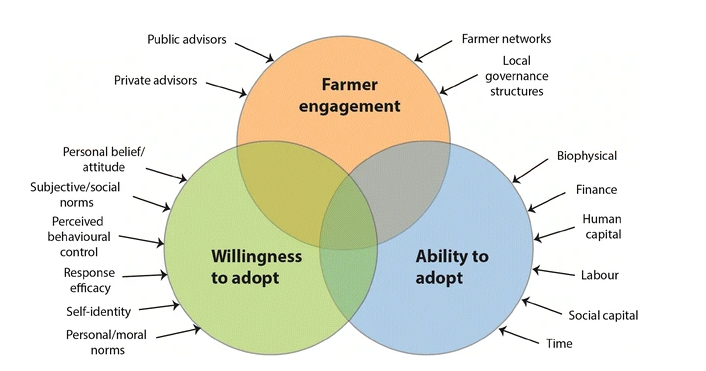 Public advisors
Private advisors
Farmer networks
Local
governance
structures
Farmer
engagement
Personal belief/
attitude
Subjective/social
norms
Perceived
behavioural
control
Response
efficacy
Self-identity
Personal/moral
norms
Willingness
to adopt
Ability to
adopt
Biophysical
Finance
Human
capital
Labour
Social capital
Time